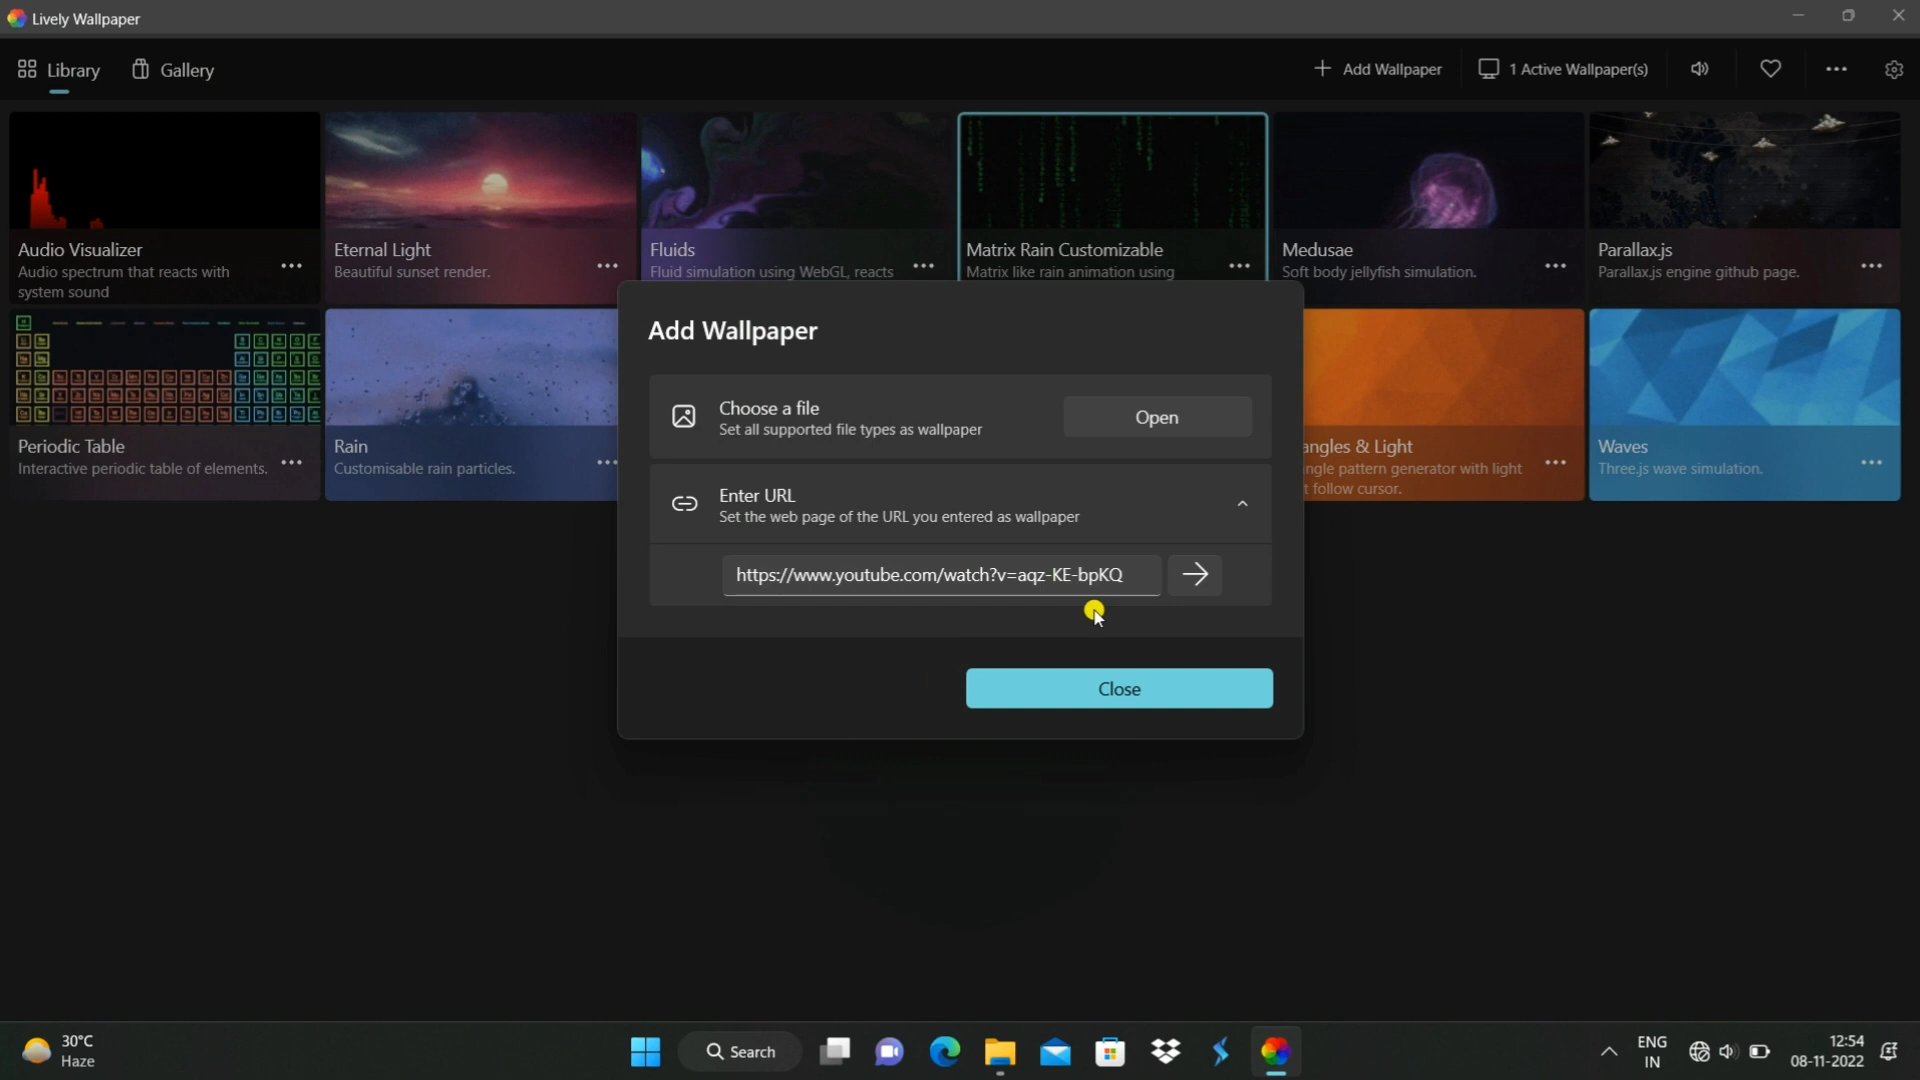 Lively Wallpaper
Library
Gallery
Add Wallpaper
1 Active Wallpaper(s)
Audio Visualizer
Audio spectrum that reacts with
system sound
Eternal Light
Beautiful sunset render.
Fluids
Fluid simulation using WebGL, reacts
Matrix Rain Customizable
Matrix like rain animation using
Medusae
Soft body jellyfish simulation.
Parallax.js
Parallax.js engine github page.
Periodic Table
Interactive periodic table of elements.
Rain
Customisable rain particles.
angles & Light
ngle pattern generator with light
t follow cursor.
Waves
Three.js wave simulation.
Add Wallpaper
Choose a file
Set all supported file types as wallpaper
Open
Enter URL
Set the web page of the URL you entered as wallpaper
https://www.youtube.com/watch?v=aqz-KE-bpKQ
Close
30°C
Haze
Search
ENG
IN
12:54
08-11-2022